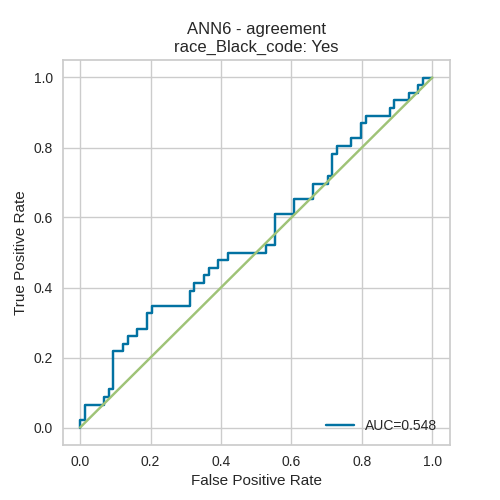 ANN6 - agreement
race_Black_code: Yes
True Positive Rate
1.0
0.8
0.6
0.4
0.2
0.0
AUC=0.548
0.0 0.2 0.4 0.6 0.8 1.0
False Positive Rate